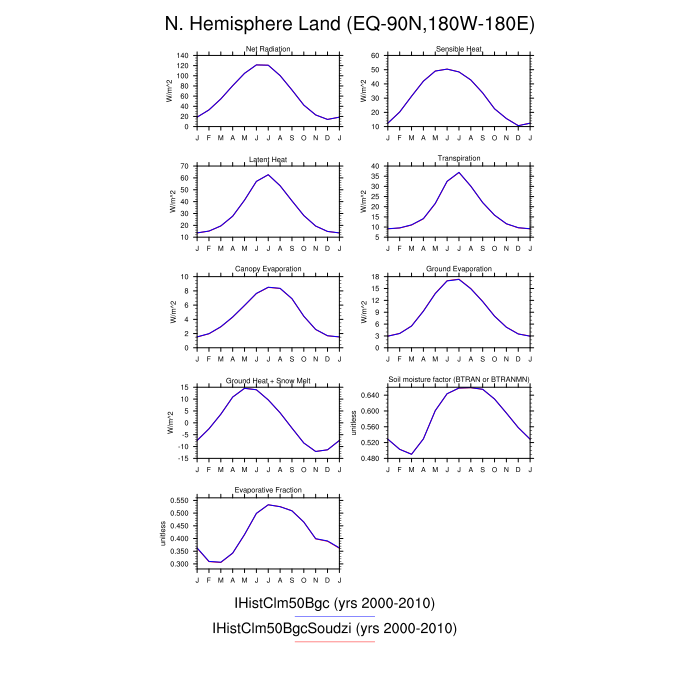 N. Hemisphere Land (EQ-90N,180W-180E)
Net Radiation
Sensible Heat
140
120
100
80
60
40
20
0
W/m^2
J F M A M J J A S O N D J
60
50
40
30
20
10
W/m^2
J F M A M J J A S O N D J
Latent Heat
Transpiration
70
60
50
40
30
20
10
W/m^2
J F M A M J J A S O N D J
40
35
30
25
20
15
10
5
W/m^2
J F M A M J J A S O N D J
Canopy Evaporation
Ground Evaporation
10
8
6
4
2
0
W/m^2
J F M A M J J A S O N D J
18
15
12
9
6
3
0
W/m^2
J F M A M J J A S O N D J
Ground Heat + Snow Melt
Soil moisture factor (BTRAN or BTRANMN)
15
10
5
0
-5
-10
-15
W/m^2
J F M A M J J A S O N D J
0.640
0.600
0.560
0.520
0.480
unitless
J F M A M J J A S O N D J
Evaporative Fraction
0.550
0.500
0.450
0.400
0.350
0.300
unitless
J F M A M J J A S O N D J
IHistClm50Bgc (yrs 2000-2010)
IHistClm50BgcSoudzi (yrs 2000-2010)